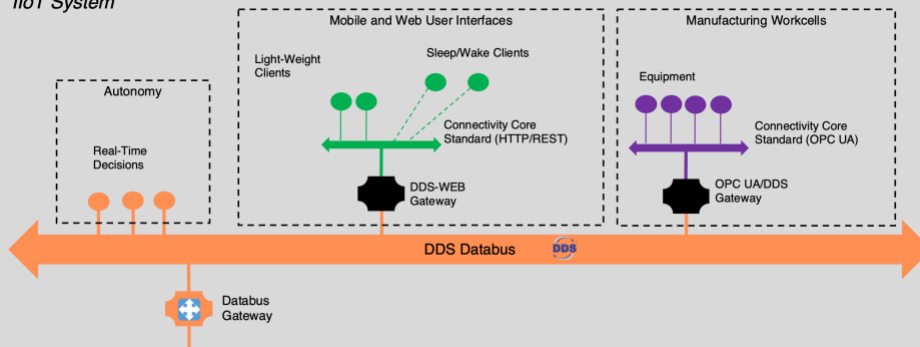 IIoT System
Mobile and Web User Interfaces
Manufacturing Workcells
Light-Weight
Clients
Sleep/Wake Clients
Equipment
Autonomy
Connectivity Core
Standard (HTTP/REST)
Connectivity Core
Standard (OPC UA)
Real-Time
Decisions
DDS-WEB
Gateway
OPC UA/DDS
Gateway
DDS Databus
DDS
Databus
Gateway